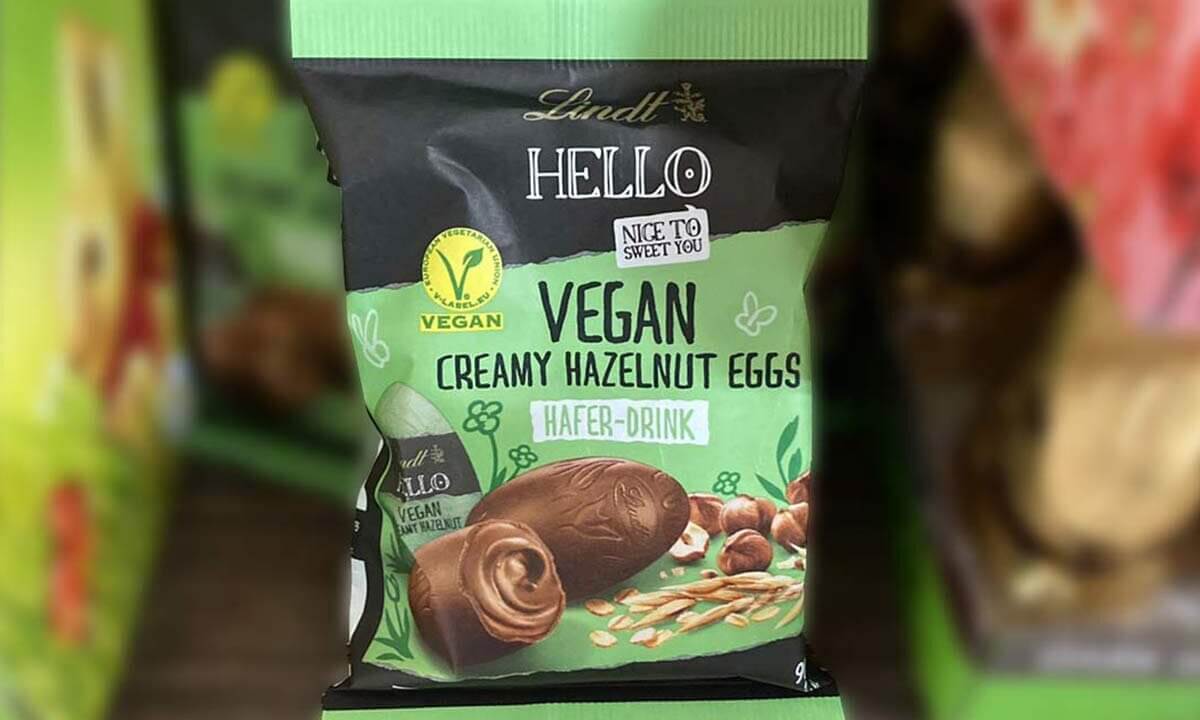 Lindt
HELLO
NICE TO
SWEET YOU
EUROPEAN VEGETARIAN UNION
V-LABEL.EU
VEGAN
VEGAN
CREAMY HAZELNUT EGGS
HAFER-DRINK
Lindt
VEGAN
HAZELNUT